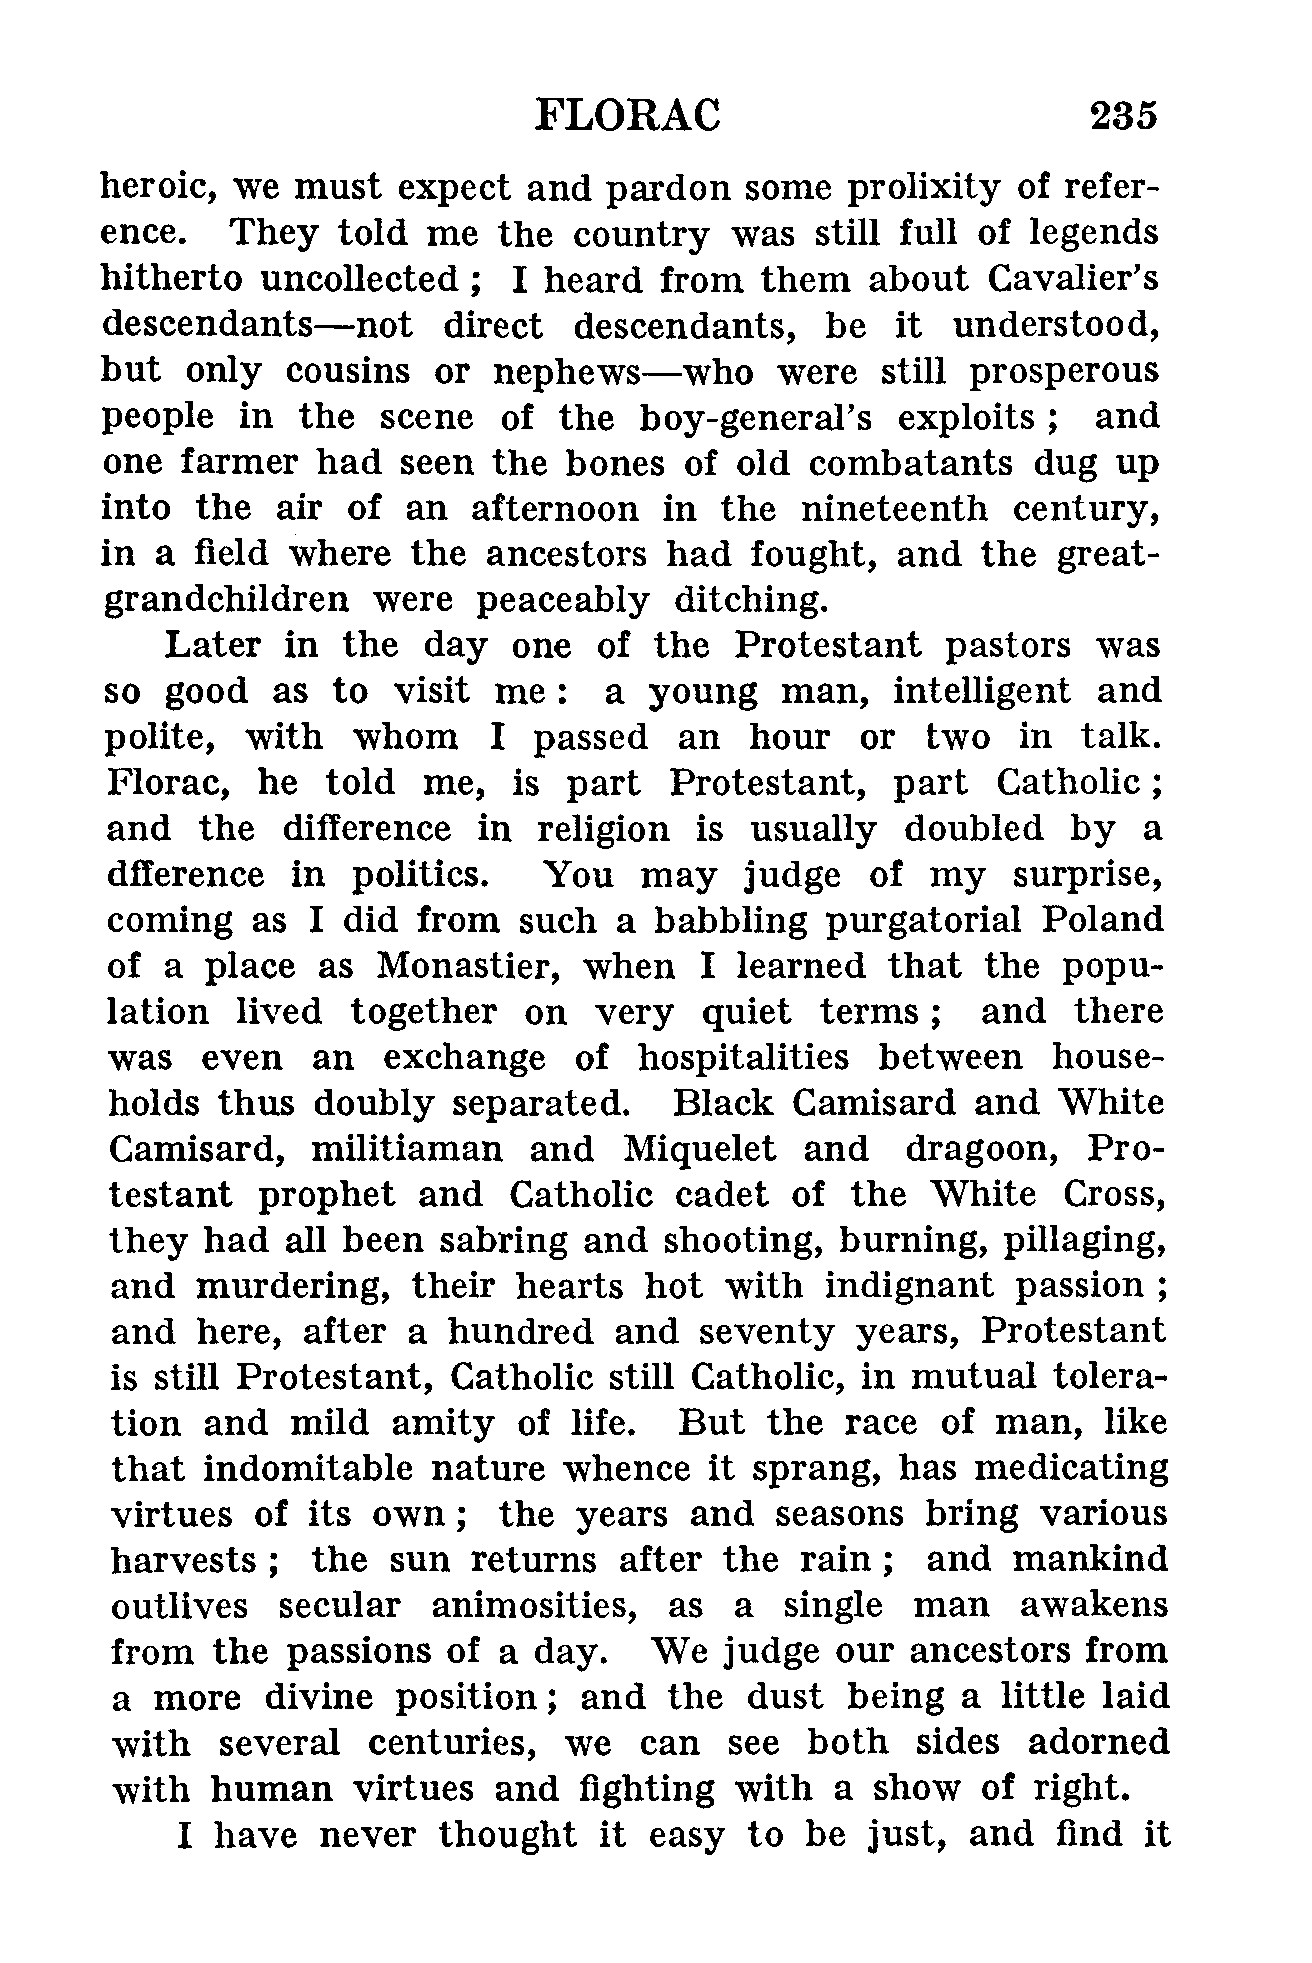 FLORAC 235
heroic, we must expect and pardon some prolixity of refer-
ence. They told me the country was still full of legends
hitherto uncollected ; I heard from them about Cavalier's
descendants—not direct descendants, be it understood,
but only cousins or nephews—who were still prosperous
people in the scene of the boy-general's exploits ; and
one farmer had seen the bones of old combatants dug up
into the air of an afternoon in the nineteenth century,
in a field where the ancestors had fought, and the great-
grandchildren were peaceably ditching.
Later in the day one of the Protestant pastors was
so good as to visit me : a young man, intelligent and
polite, with whom I passed an hour or two in talk.
Florac, he told me, is part Protestant, part Catholic ;
and the difference in religion is usually doubled by a
dfference in politics. You may judge of my surprise,
coming as I did from such a babbling purgatorial Poland
of a place as Monastier, when I learned that the popu-
lation lived together on very quiet terms ; and there
was even an exchange of hospitalities between house-
holds thus doubly separated. Black Camisard and White
Camisard, militiaman and Miquelet and dragoon, Pro-
testant prophet and Catholic cadet of the White Cross,
they had all been sabring and shooting, burning, pillaging,
and murdering, their hearts hot with indignant passion ;
and here, after a hundred and seventy years, Protestant
is still Protestant, Catholic still Catholic, in mutual tolera-
tion and mild amity of life. But the race of man, like
that indomitable nature whence it sprang, has medicating
virtues of its own ; the years and seasons bring various
harvests ; the sun returns after the rain ; and mankind
outlives secular animosities, as a single man awakens
from the passions of a day. We judge our ancestors from
a more divine position ; and the dust being a little laid
with several centuries, we can see both sides adorned
with human virtues and fighting with a show of right.
I have never thought it easy to be just, and find it